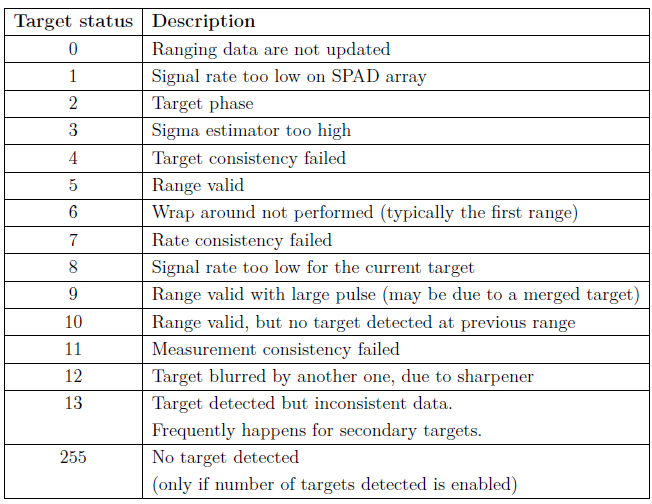 Target status Description
0 Ranging data are not updated
1 Signal rate too low on SPAD array
2 Target phase
3 Sigma estimator too high
4 Target consistency failed
5 Range valid
6 Wrap around not performed (typically the first range)
7 Rate consistency failed
8 Signal rate too low for the current target
9 Range valid with large pulse (may be due to a merged target)
10 Range valid, but no target detected at previous range
11 Measurement consistency failed
12 Target blurred by another one, due to sharpener
13 Target detected but inconsistent data.
Frequently happens for secondary targets.
255 No target detected
(only if number of targets detected is enabled)